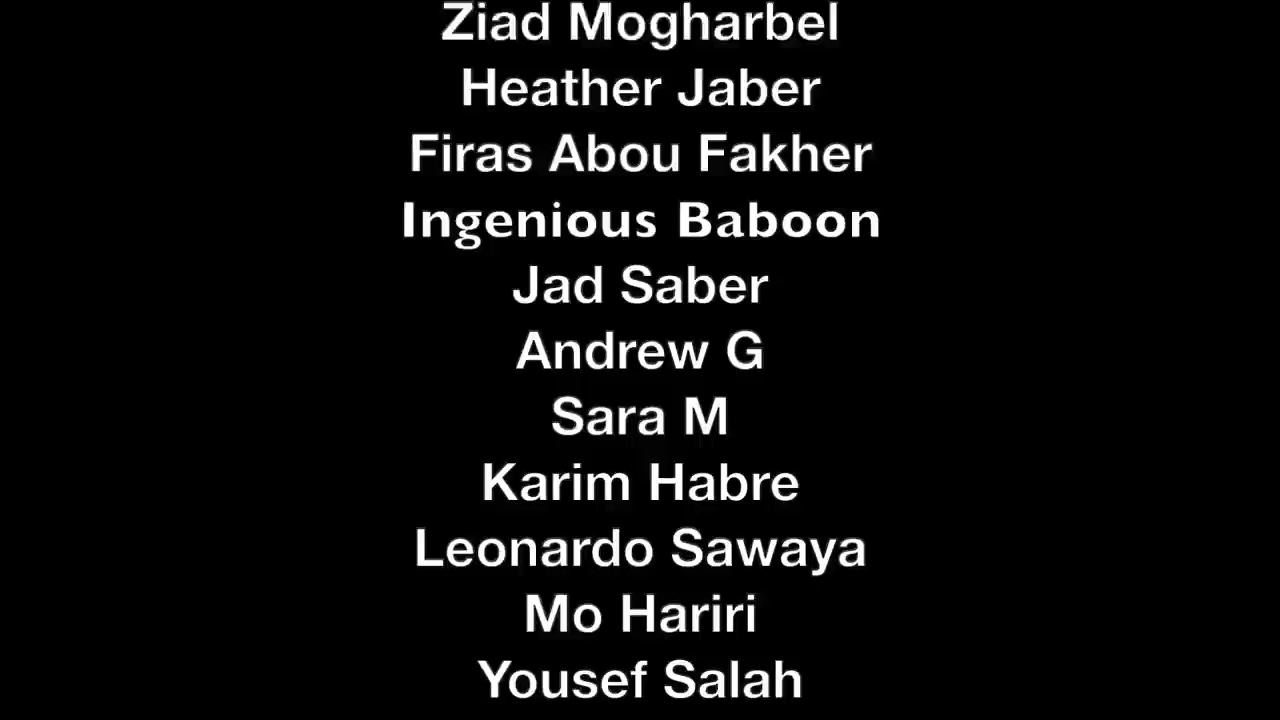 Ziad Mogharbel
Heather Jaber
Firas Abou Fakher
Ingenious Baboon
Jad Saber
Andrew G
Sara M
Karim Habre
Leonardo Sawaya
Mo Hariri
Yousef Salah